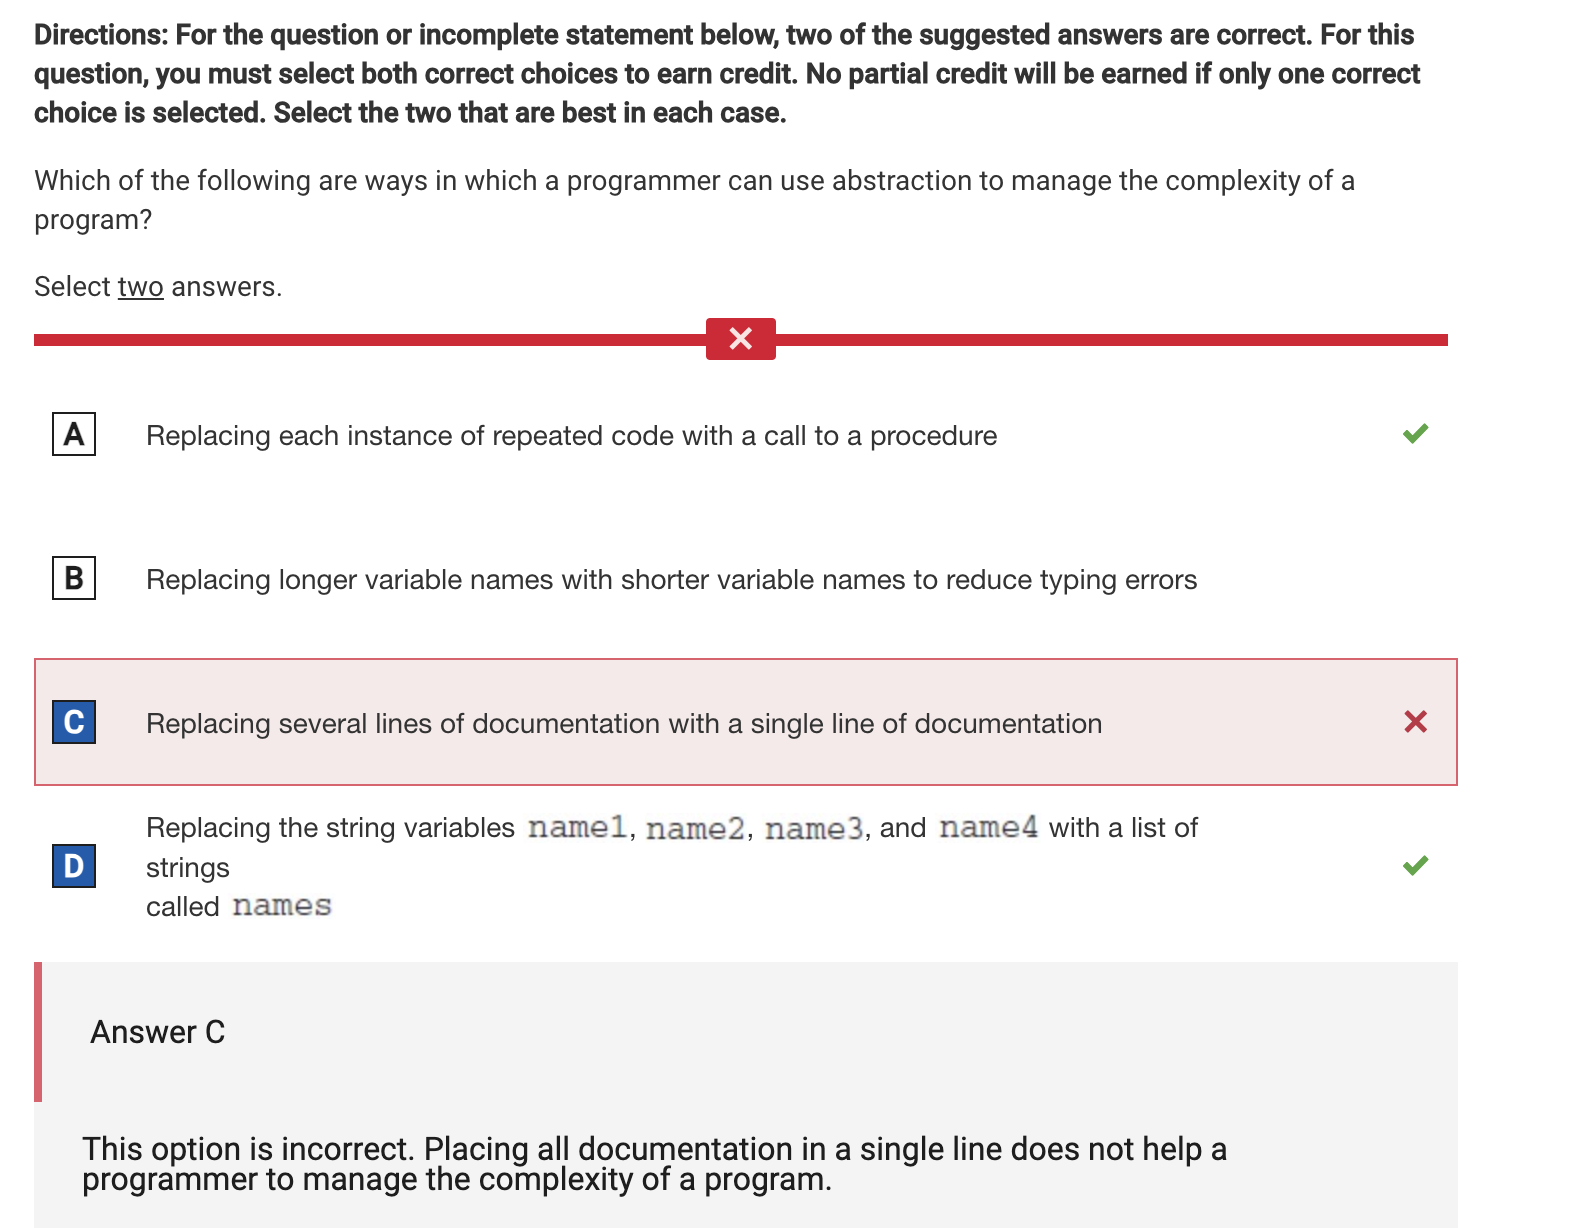 Directions: For the question or incomplete statement below, two of the suggested answers are correct. For this
question, you must select both correct choices to earn credit. No partial credit will be earned if only one correct
choice is selected. Select the two that are best in each case.
Which of the following are ways in which a programmer can use abstraction to manage the complexity of a
program?
Select two answers.
A Replacing each instance of repeated code with a call to a procedure
B Replacing longer variable names with shorter variable names to reduce typing errors
C Replacing several lines of documentation with a single line of documentation
Replacing the string variables name1, name2, name3, and name4 with a list of
D strings
called names
Answer C
This option is incorrect. Placing all documentation in a single line does not help a
programmer to manage the complexity of a program.